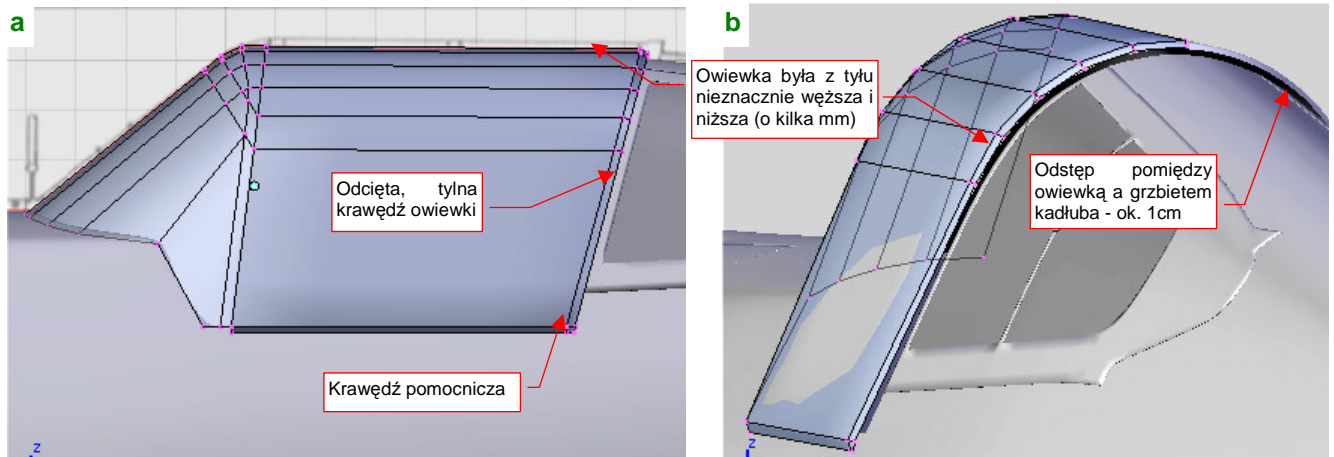 a
Odcięta, tylna
krawędź owiewki
Krawędź pomocnicza
z
b
Owiewka była z tyłu
nieznacznie węższa i
niższa (o kilka mm)
Odstęp pomiędzy
owiewką a grzbietem
kadłuba - ok. 1cm
z